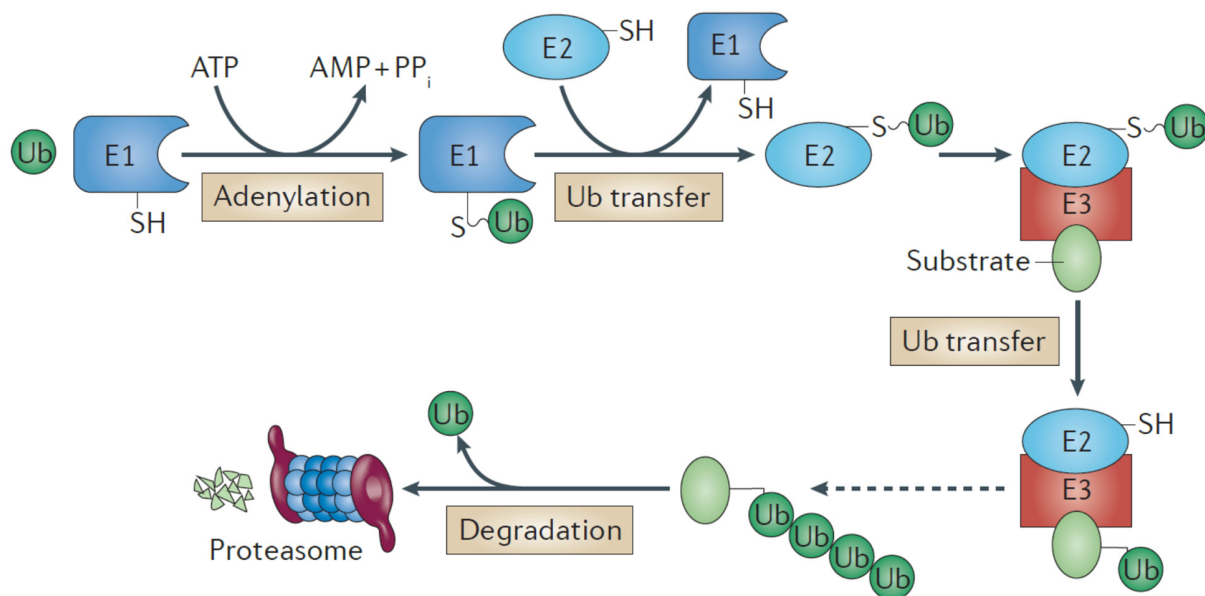 ATP
AMP + PPi
E2
SH
E1
SH
Ub
E1
SH
Adenylation
E1
S
Ub
Ub transfer
E2
S
Ub
E2
S
Ub
E3
Substrate
Ub transfer
E2
SH
E3
Ub
Ub
Ub
Ub
Ub
Ub
Degradation
Proteasome